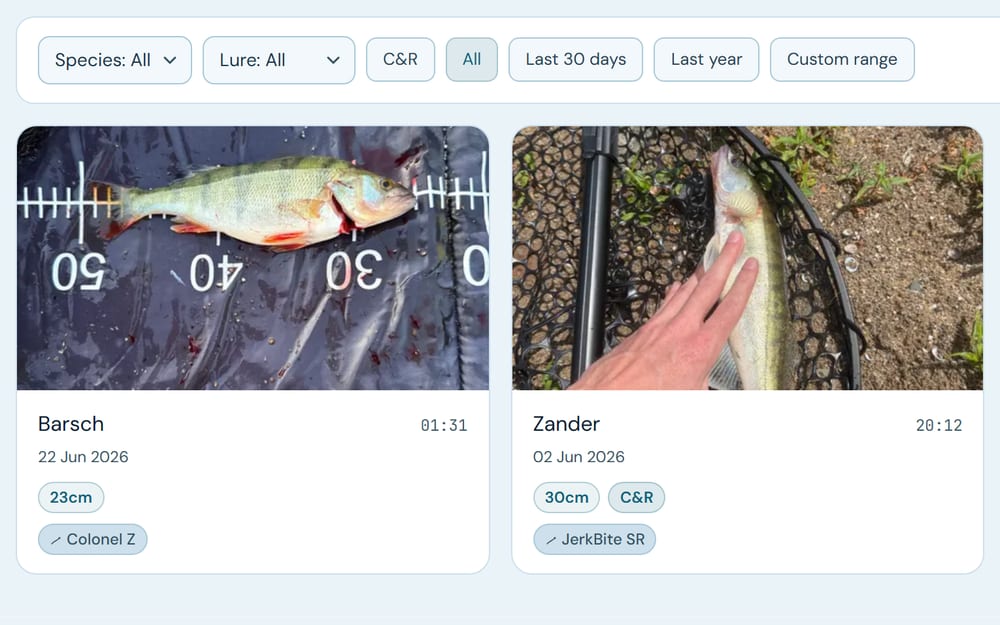 Species: All
Lure: All
C&R
All
Last 30 days
Last year
Custom range
50
40
30
0
Barsch
01:31
22 Jun 2026
23cm
Colonel Z
Zander
20:12
02 Jun 2026
30cm
C&R
JerkBite SR